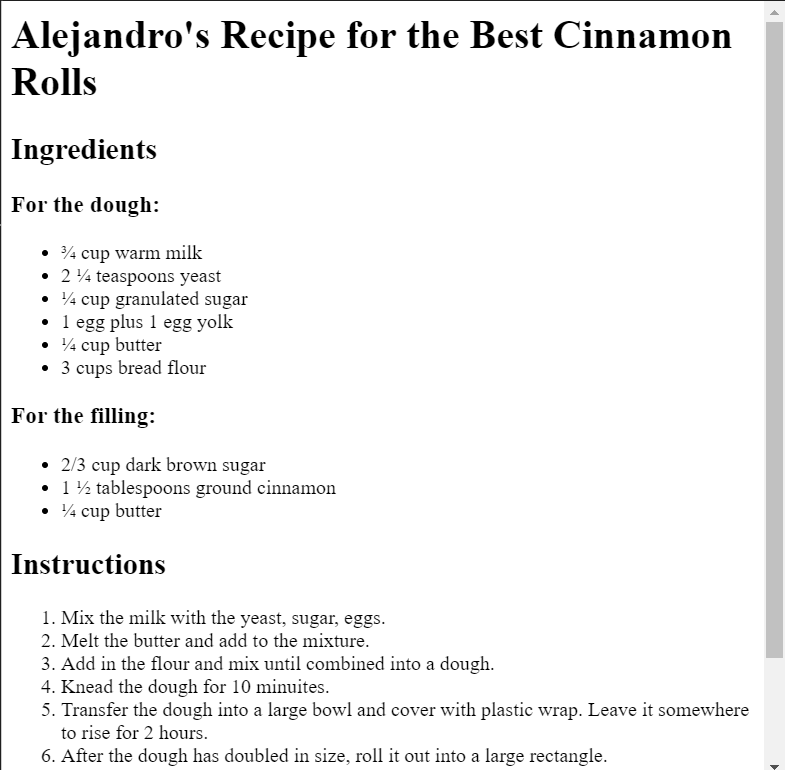 Alejandro's Recipe for the Best Cinnamon
Rolls
Ingredients
For the dough:
• ¾ cup warm milk
• 2 ¼ teaspoons yeast
• ¼ cup granulated sugar
• 1 egg plus 1 egg yolk
• ¼ cup butter
• 3 cups bread flour
For the filling:
• 2/3 cup dark brown sugar
• 1 ½ tablespoons ground cinnamon
• ¼ cup butter
Instructions
1. Mix the milk with the yeast, sugar, eggs.
2. Melt the butter and add to the mixture.
3. Add in the flour and mix until combined into a dough.
4. Knead the dough for 10 minuites.
5. Transfer the dough into a large bowl and cover with plastic wrap. Leave it somewhere
to rise for 2 hours.
6. After the dough has doubled in size, roll it out into a large rectangle.